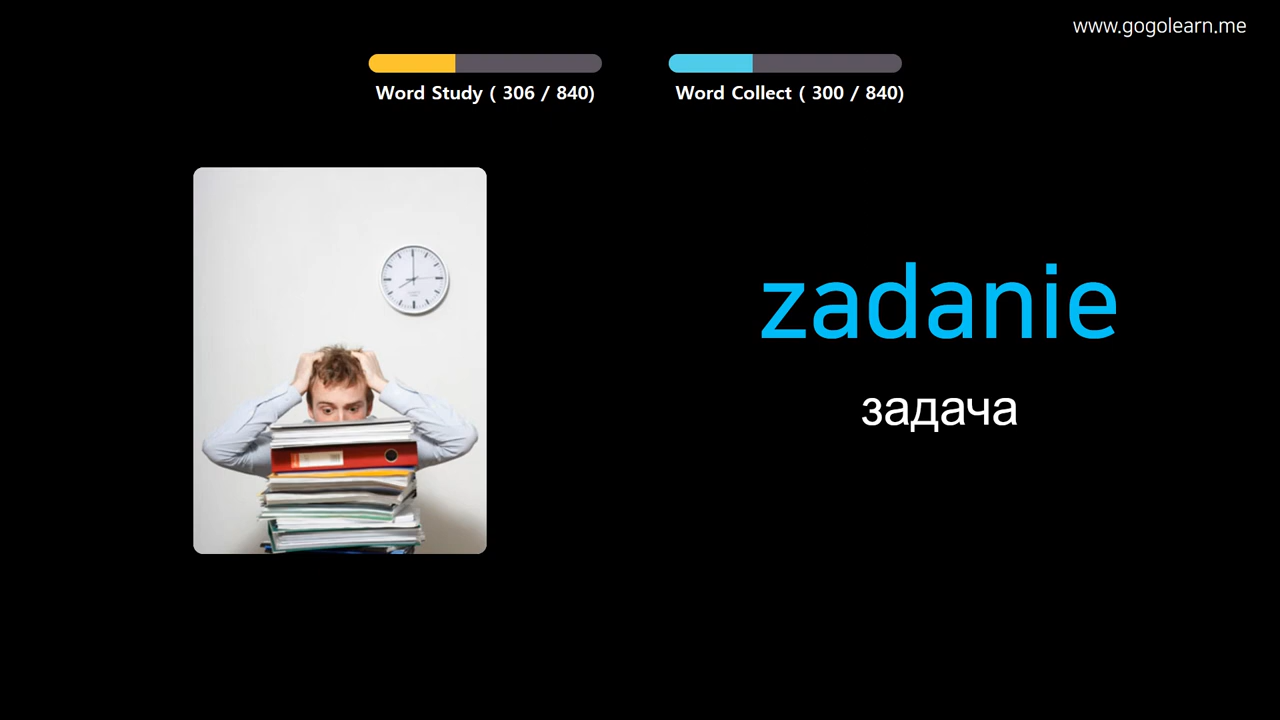 www.gogolearn.me
Word Study ( 306 / 840)
Word Collect ( 300 / 840)
zadanie
задача